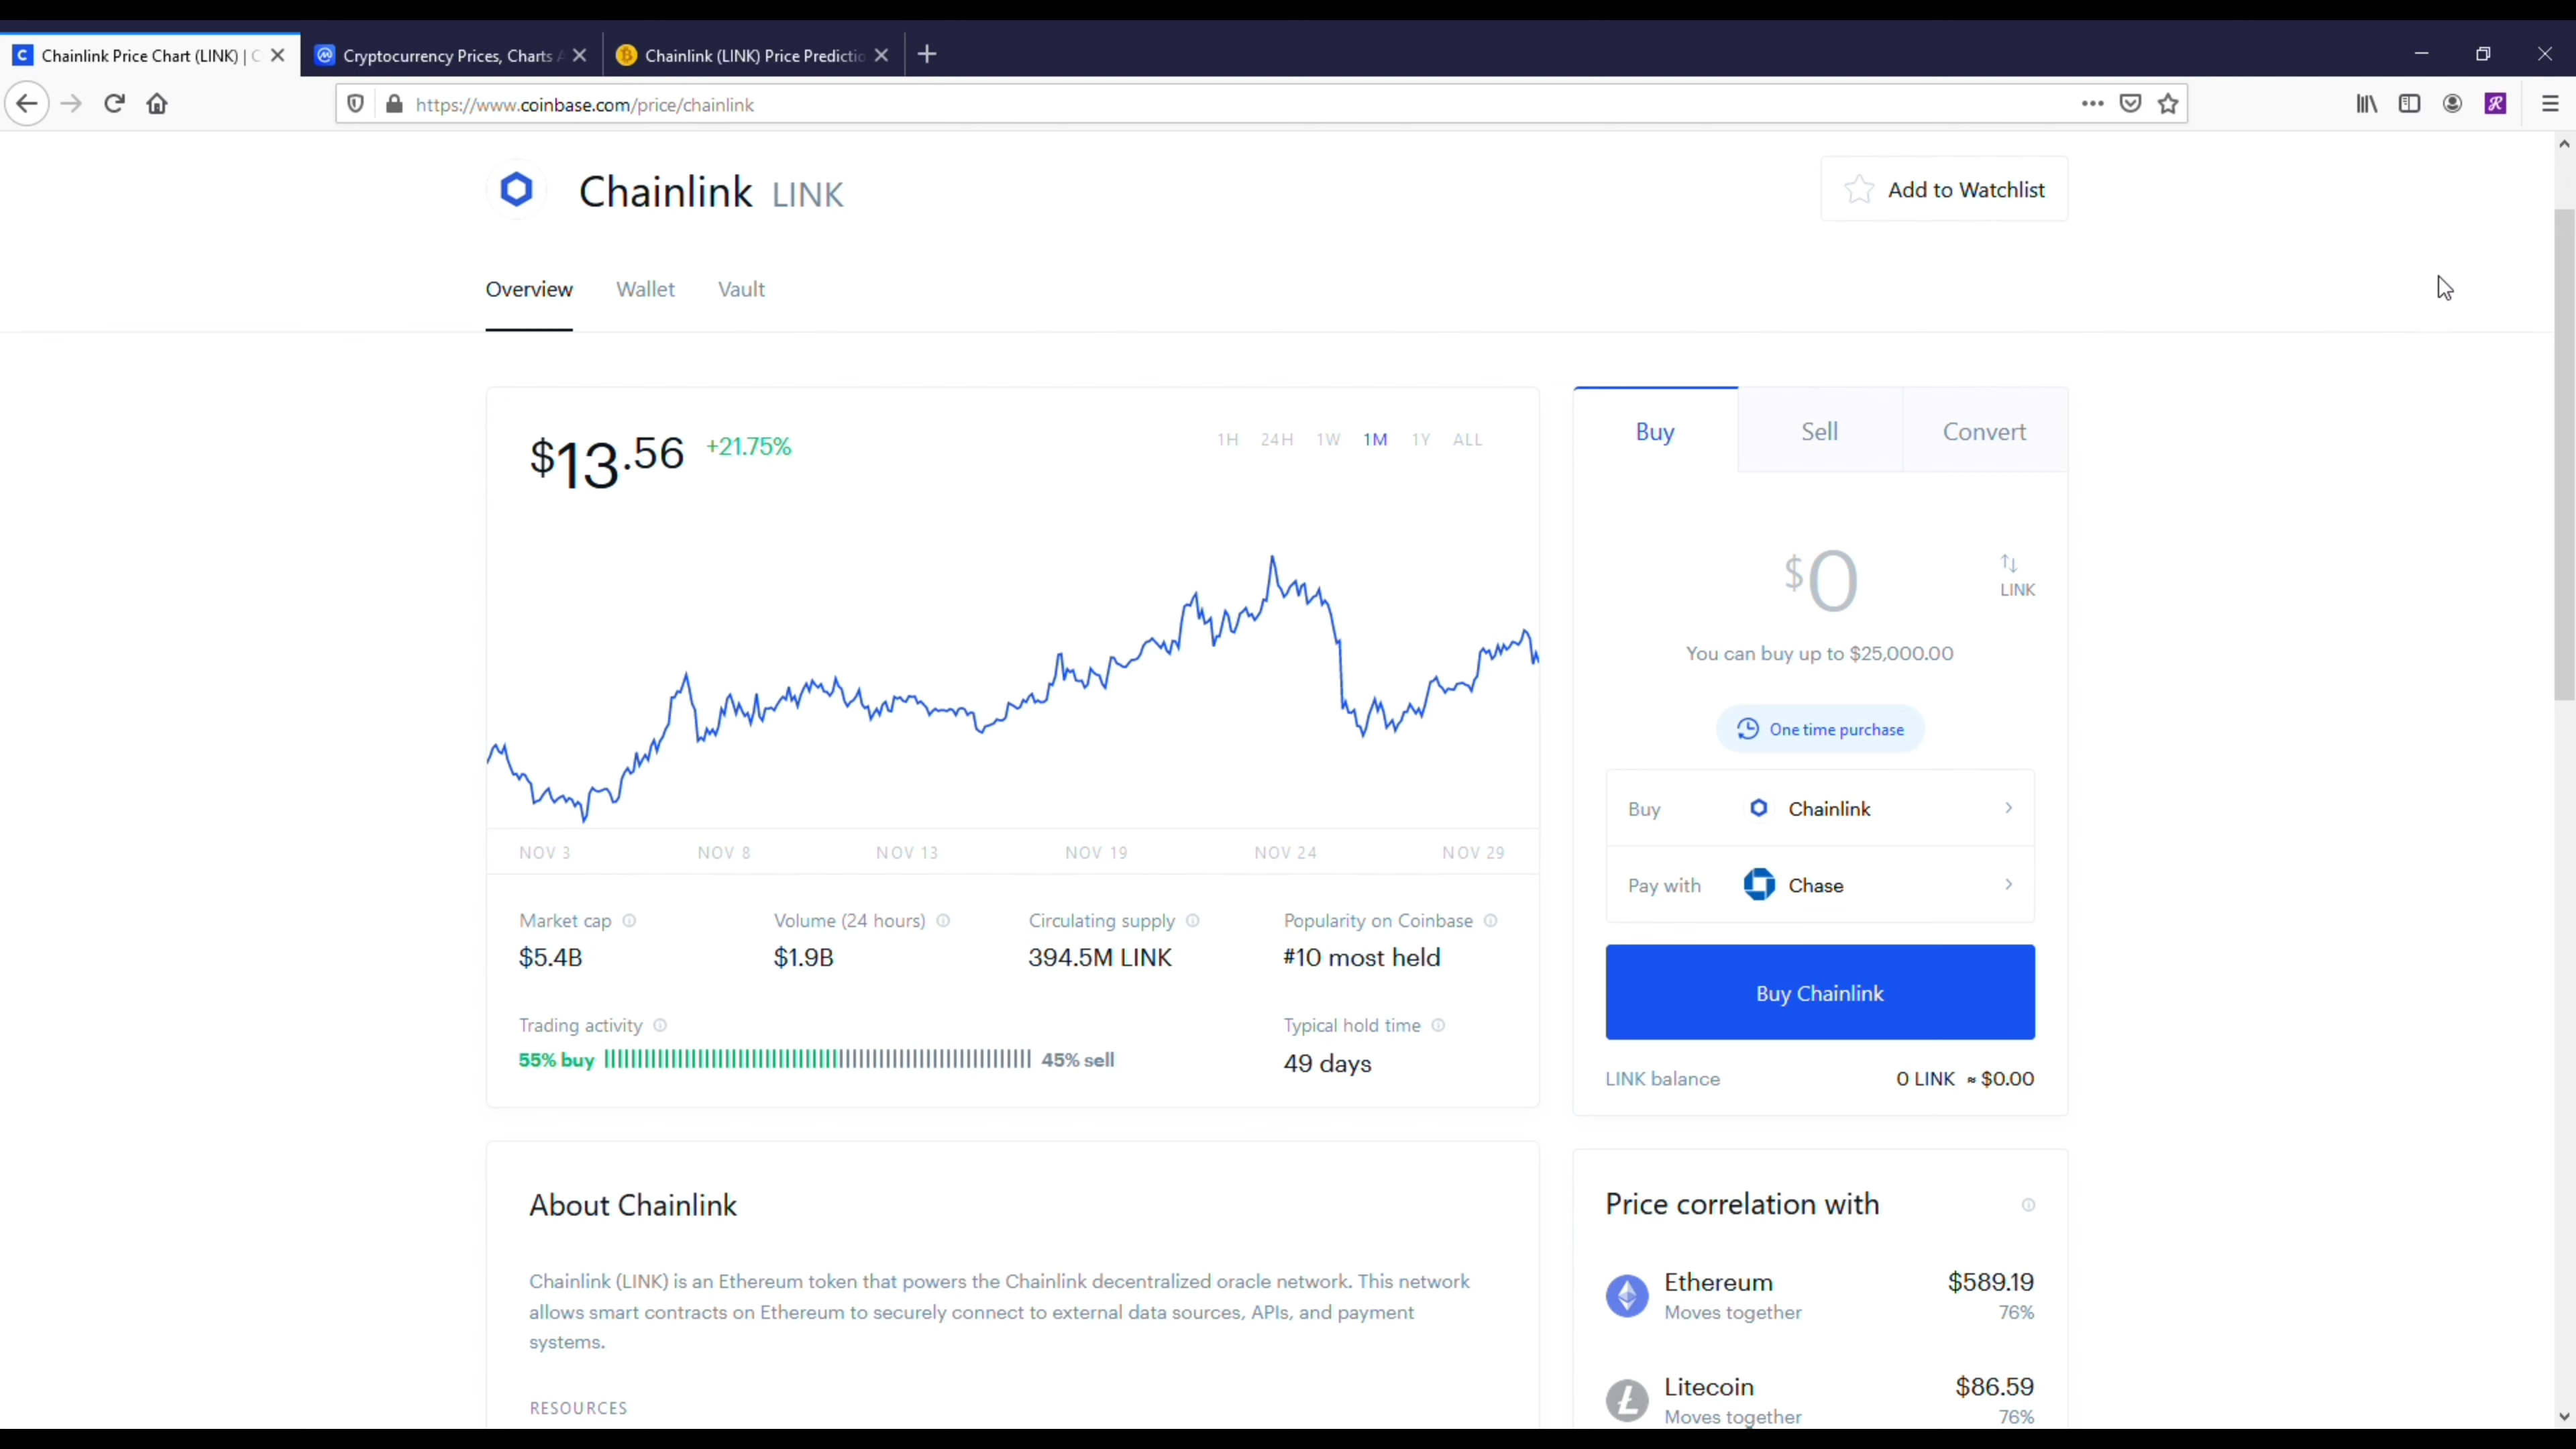 Chainlink Price Chart (LINK) | C
Cryptocurrency Prices, Charts A
Chainlink (LINK) Price Predictio
https://www.coinbase.com/price/chainlink
Chainlink LINK
Add to Watchlist
Overview Wallet Vault
$13.56 +21.75%
1H 24H 1W 1M 1Y ALL
NOV 3 NOV 8 NOV 13 NOV 19 NOV 24 NOV 29
Market cap Volume (24 hours) Circulating supply Popularity on Coinbase
$5.4B $1.9B 394.5M LINK #10 most held
Trading activity Typical hold time
55% buy 45% sell 49 days
Buy Sell Convert
$0
LINK
You can buy up to $25,000.00
One time purchase
Buy Chainlink
Pay with Chase
Buy Chainlink
LINK balance 0 LINK ≈ $0.00
About Chainlink
Chainlink (LINK) is an Ethereum token that powers the Chainlink decentralized oracle network. This network
allows smart contracts on Ethereum to securely connect to external data sources, APIs, and payment
systems.
RESOURCES
Price correlation with
Ethereum $589.19
Moves together 76%
Litecoin $86.59
Moves together 76%